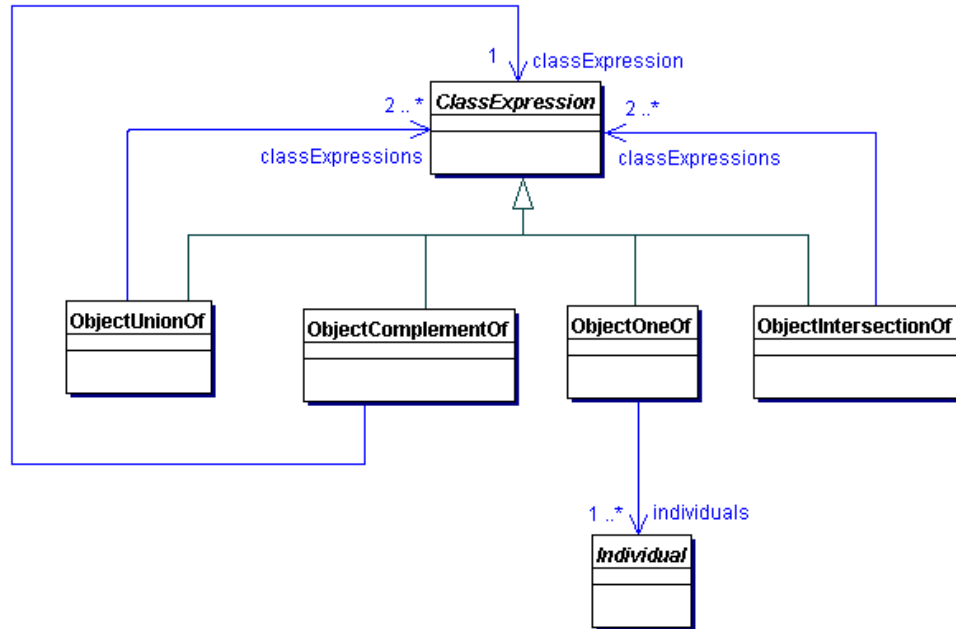 1 classExpression
ClassExpression
2 .. *
2 .. *
classExpressions
classExpressions
ObjectUnionOf
ObjectComplementOf
ObjectOneOf
ObjectIntersectionOf
1 ..* individuals
Individual